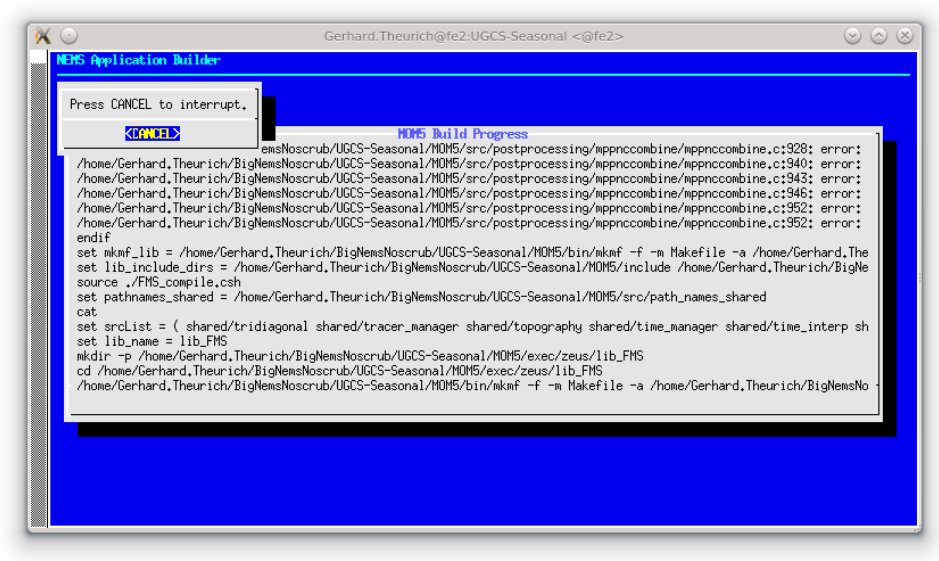 Gerhard.Theurich@fe2:UGCS-Seasonal <@fe2>
NEMS Application Builder
Press CANCEL to interrupt.
<CANCEL>
MOM5 Build Progress
emsNoscrub/UGCS-Seasonal/MOM5/src/postprocessing/mppnccombine/mppnccombine.c:928: error:
/home/Gerhard.Theurich/BigNemsNoscrub/UGCS-Seasonal/MOM5/src/postprocessing/mppnccombine/mppnccombine.c:940: error:
/home/Gerhard.Theurich/BigNemsNoscrub/UGCS-Seasonal/MOM5/src/postprocessing/mppnccombine/mppnccombine.c:943: error:
/home/Gerhard.Theurich/BigNemsNoscrub/UGCS-Seasonal/MOM5/src/postprocessing/mppnccombine/mppnccombine.c:946: error:
/home/Gerhard.Theurich/BigNemsNoscrub/UGCS-Seasonal/MOM5/src/postprocessing/mppnccombine/mppnccombine.c:952: error:
/home/Gerhard.Theurich/BigNemsNoscrub/UGCS-Seasonal/MOM5/src/postprocessing/mppnccombine/mppnccombine.c:952: error:
endif
set mkmf_lib = /home/Gerhard.Theurich/BigNemsNoscrub/UGCS-Seasonal/MOM5/bin/mkmf -f -m Makefile -a /home/Gerhard.The
set lib_include_dirs = /home/Gerhard.Theurich/BigNemsNoscrub/UGCS-Seasonal/MOM5/include /home/Gerhard.Theurich/BigNe
source ./FMS_compile.csh
set pathnames_shared = /home/Gerhard.Theurich/BigNemsNoscrub/UGCS-Seasonal/MOM5/src/path_names_shared
cat
set srcList = ( shared/tridiagonal shared/tracer_manager shared/topography shared/time_manager shared/time_interp sh
set lib_name = lib_FMS
mkdir -p /home/Gerhard.Theurich/BigNemsNoscrub/UGCS-Seasonal/MOM5/exec/zeus/lib_FMS
cd /home/Gerhard.Theurich/BigNemsNoscrub/UGCS-Seasonal/MOM5/exec/zeus/lib_FMS
/home/Gerhard.Theurich/BigNemsNoscrub/UGCS-Seasonal/MOM5/bin/mkmf -f -m Makefile -a /home/Gerhard.Theurich/BigNemsNo